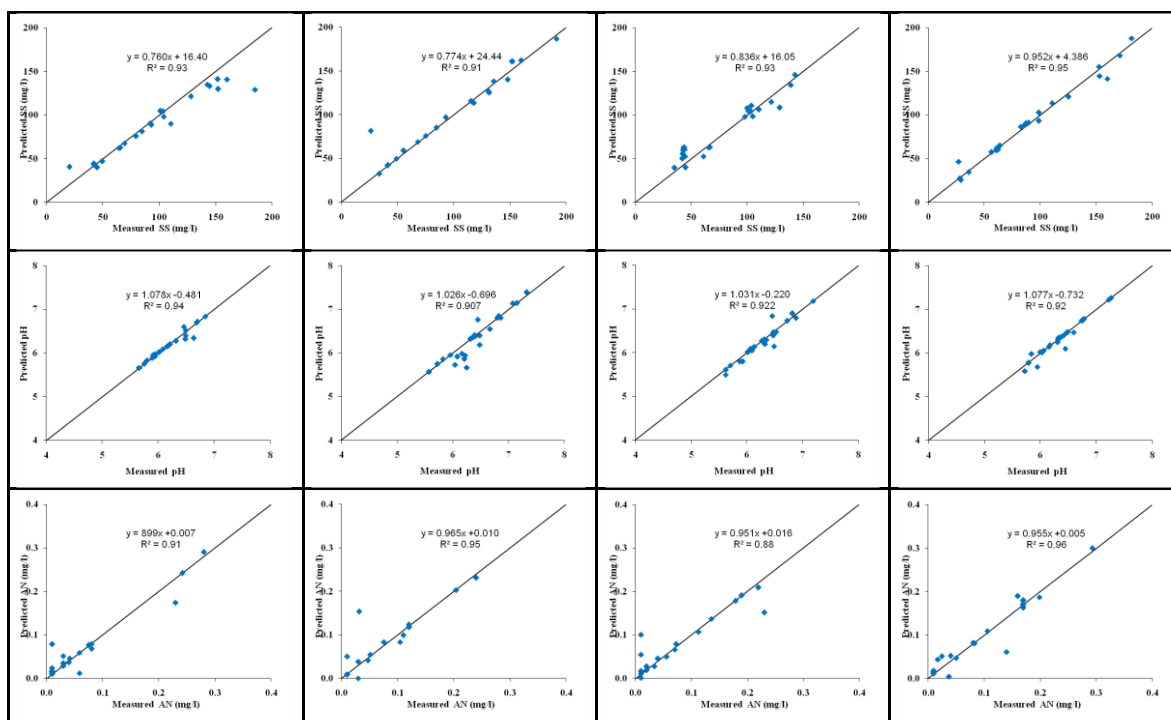 200
150
100
50
0
0 50 100 150 200
Predicted SS (mg/l)
Measured SS (mg/l)
y = 0.760x + 16.40
R² = 0.93
200
150
100
50
0
0 50 100 150 200
Predicted SS (mg/l)
Measured SS (mg/l)
y = 0.774x + 24.44
R² = 0.91
200
150
100
50
0
0 50 100 150 200
Predicted SS (mg/l)
Measured SS (mg/l)
y = 0.836x + 16.05
R² = 0.93
200
150
100
50
0
0 50 100 150 200
Predicted SS (mg/l)
Measured SS (mg/l)
y = 0.952x + 4.386
R² = 0.95
8
7
6
5
4
4 5 6 7 8
Predicted pH
Measured pH
y = 1.078x -0.481
R² = 0.94
8
7
6
5
4
4 5 6 7 8
Predicted pH
Measured pH
y = 1.026x -0.696
R² = 0.907
8
7
6
5
4
4 5 6 7 8
Predicted pH
Measured pH
y = 1.031x -0.220
R² = 0.922
8
7
6
5
4
4 5 6 7 8
Predicted pH
Measured pH
y = 1.077x -0.732
R² = 0.92
0.4
0.3
0.2
0.1
0.0
0.0 0.1 0.2 0.3 0.4
Predicted AN (mg/l)
Measured AN (mg/l)
y = 899x +0.007
R² = 0.91
0.4
0.3
0.2
0.1
0.0
0.0 0.1 0.2 0.3 0.4
Predicted AN (mg/l)
Measured AN (mg/l)
y = 0.965x +0.010
R² = 0.95
0.4
0.3
0.2
0.1
0.0
0.0 0.1 0.2 0.3 0.4
Predicted AN (mg/l)
Measured AN (mg/l)
y = 0.951x +0.016
R² = 0.88
0.4
0.3
0.2
0.1
0.0
0.0 0.1 0.2 0.3 0.4
Predicted AN (mg/l)
Measured AN (mg/l)
y = 0.955x +0.005
R² = 0.96